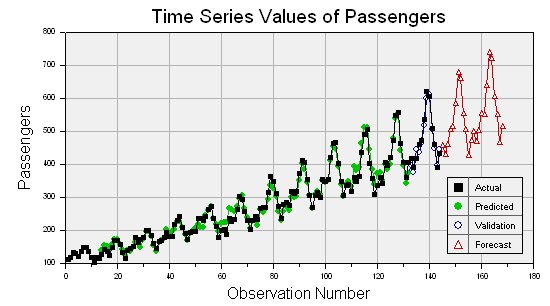 Time Series Values of Passengers
800
700
600
500
400
300
200
100
Passengers
0 20 40 60 80 100 120 140 160 180
Observation Number
Actual
Predicted
Validation
Forecast